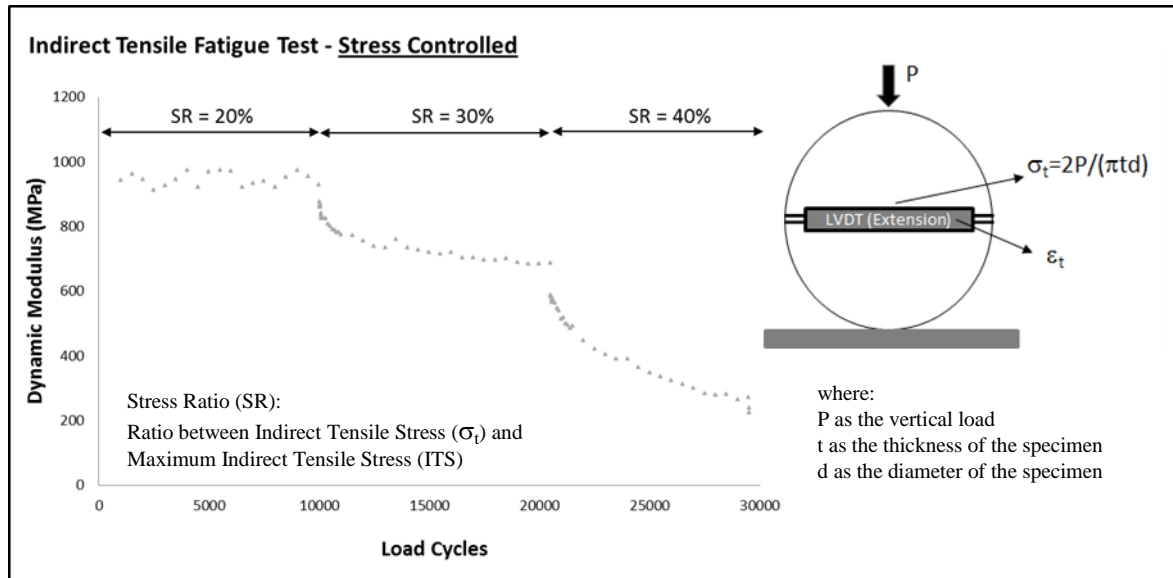 Indirect Tensile Fatigue Test - Stress Controlled
1200
1000
800
600
400
200
0
Dynamic Modulus (MPa)
SR = 20%
SR = 30%
SR = 40%
Stress Ratio (SR):
Ratio between Indirect Tensile Stress (σt) and
Maximum Indirect Tensile Stress (ITS)
0
5000
10000
15000
20000
25000
30000
Load Cycles
P
σt=2P/(πtd)
LVDT (Extension)
εt
where:
P as the vertical load
t as the thickness of the specimen
d as the diameter of the specimen